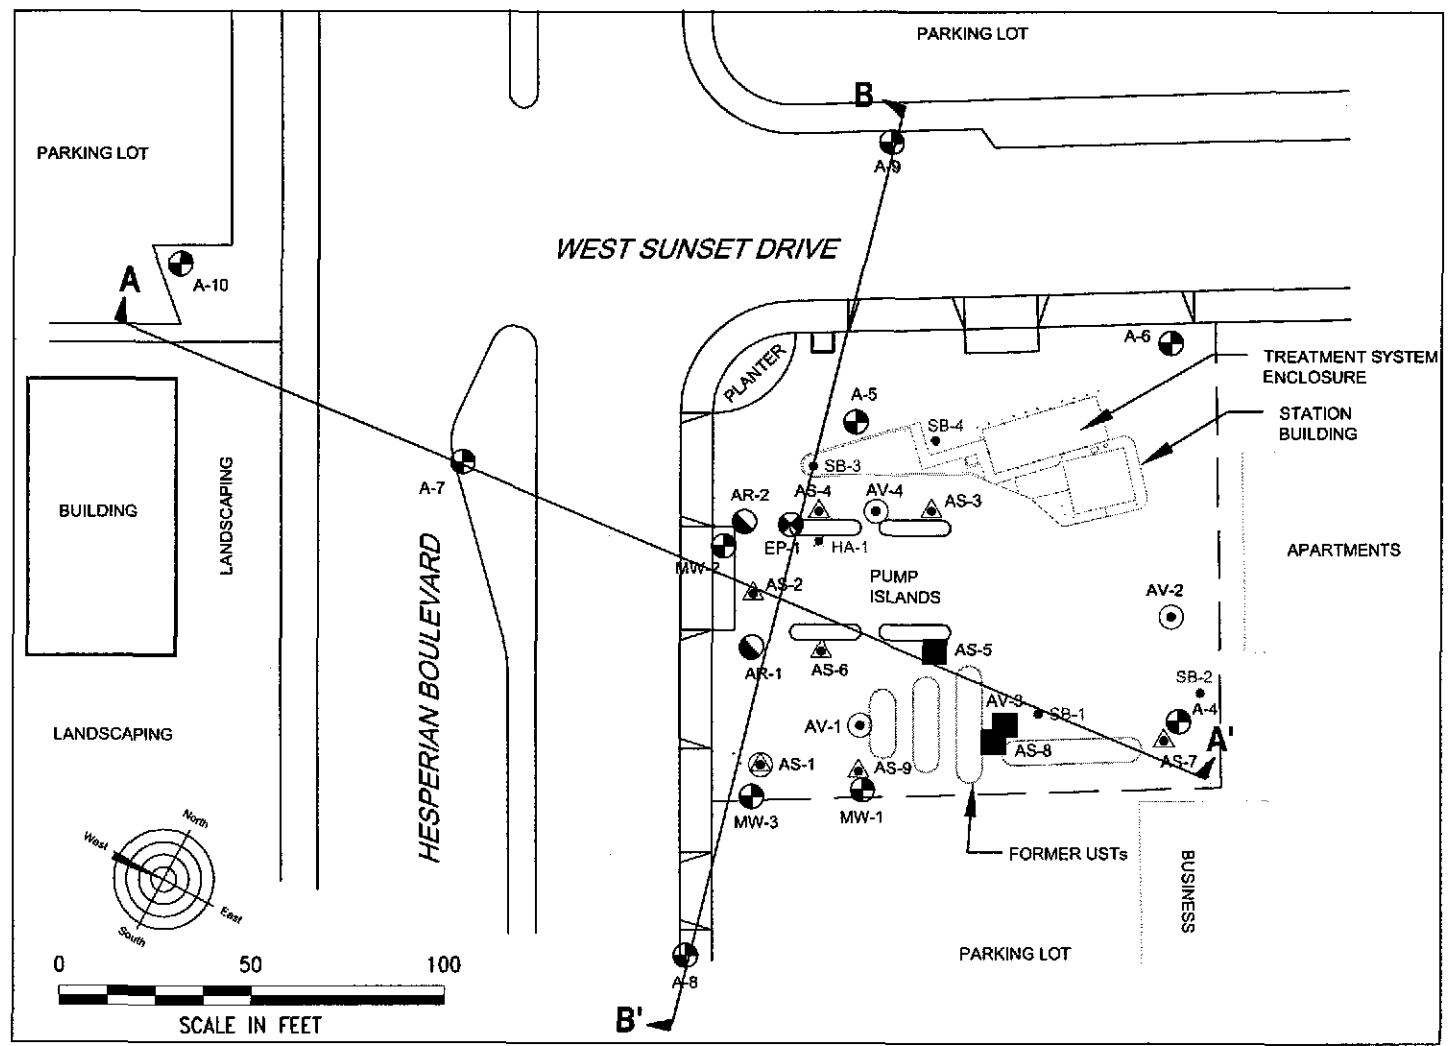 PARKING LOT
B
PARKING LOT
A-9
WEST SUNSET DRIVE
A
A-10
A-6
TREATMENT SYSTEM
ENCLOSURE
PLANTER
A-5
STATION
BUILDING
SB-4
SB-3
A-7
LANDSCAPING
BUILDING
AR-2
AS-4
AV-4
AS-3
EP-1
HA-1
MW-2
APARTMENTS
HESPERIAN BOULEVARD
AS-2
PUMP
ISLANDS
AV-2
AS-5
AR-1
AS-6
SB-2
AV-3
SB-1
A-4
AV-1
LANDSCAPING
AS-8
A'
AS-7
AS-1
AS-9
MW-3
MW-1
North
West
East
South
FORMER USTs
BUSINESS
PARKING LOT
0 50 100
A-8
SCALE IN FEET
B'